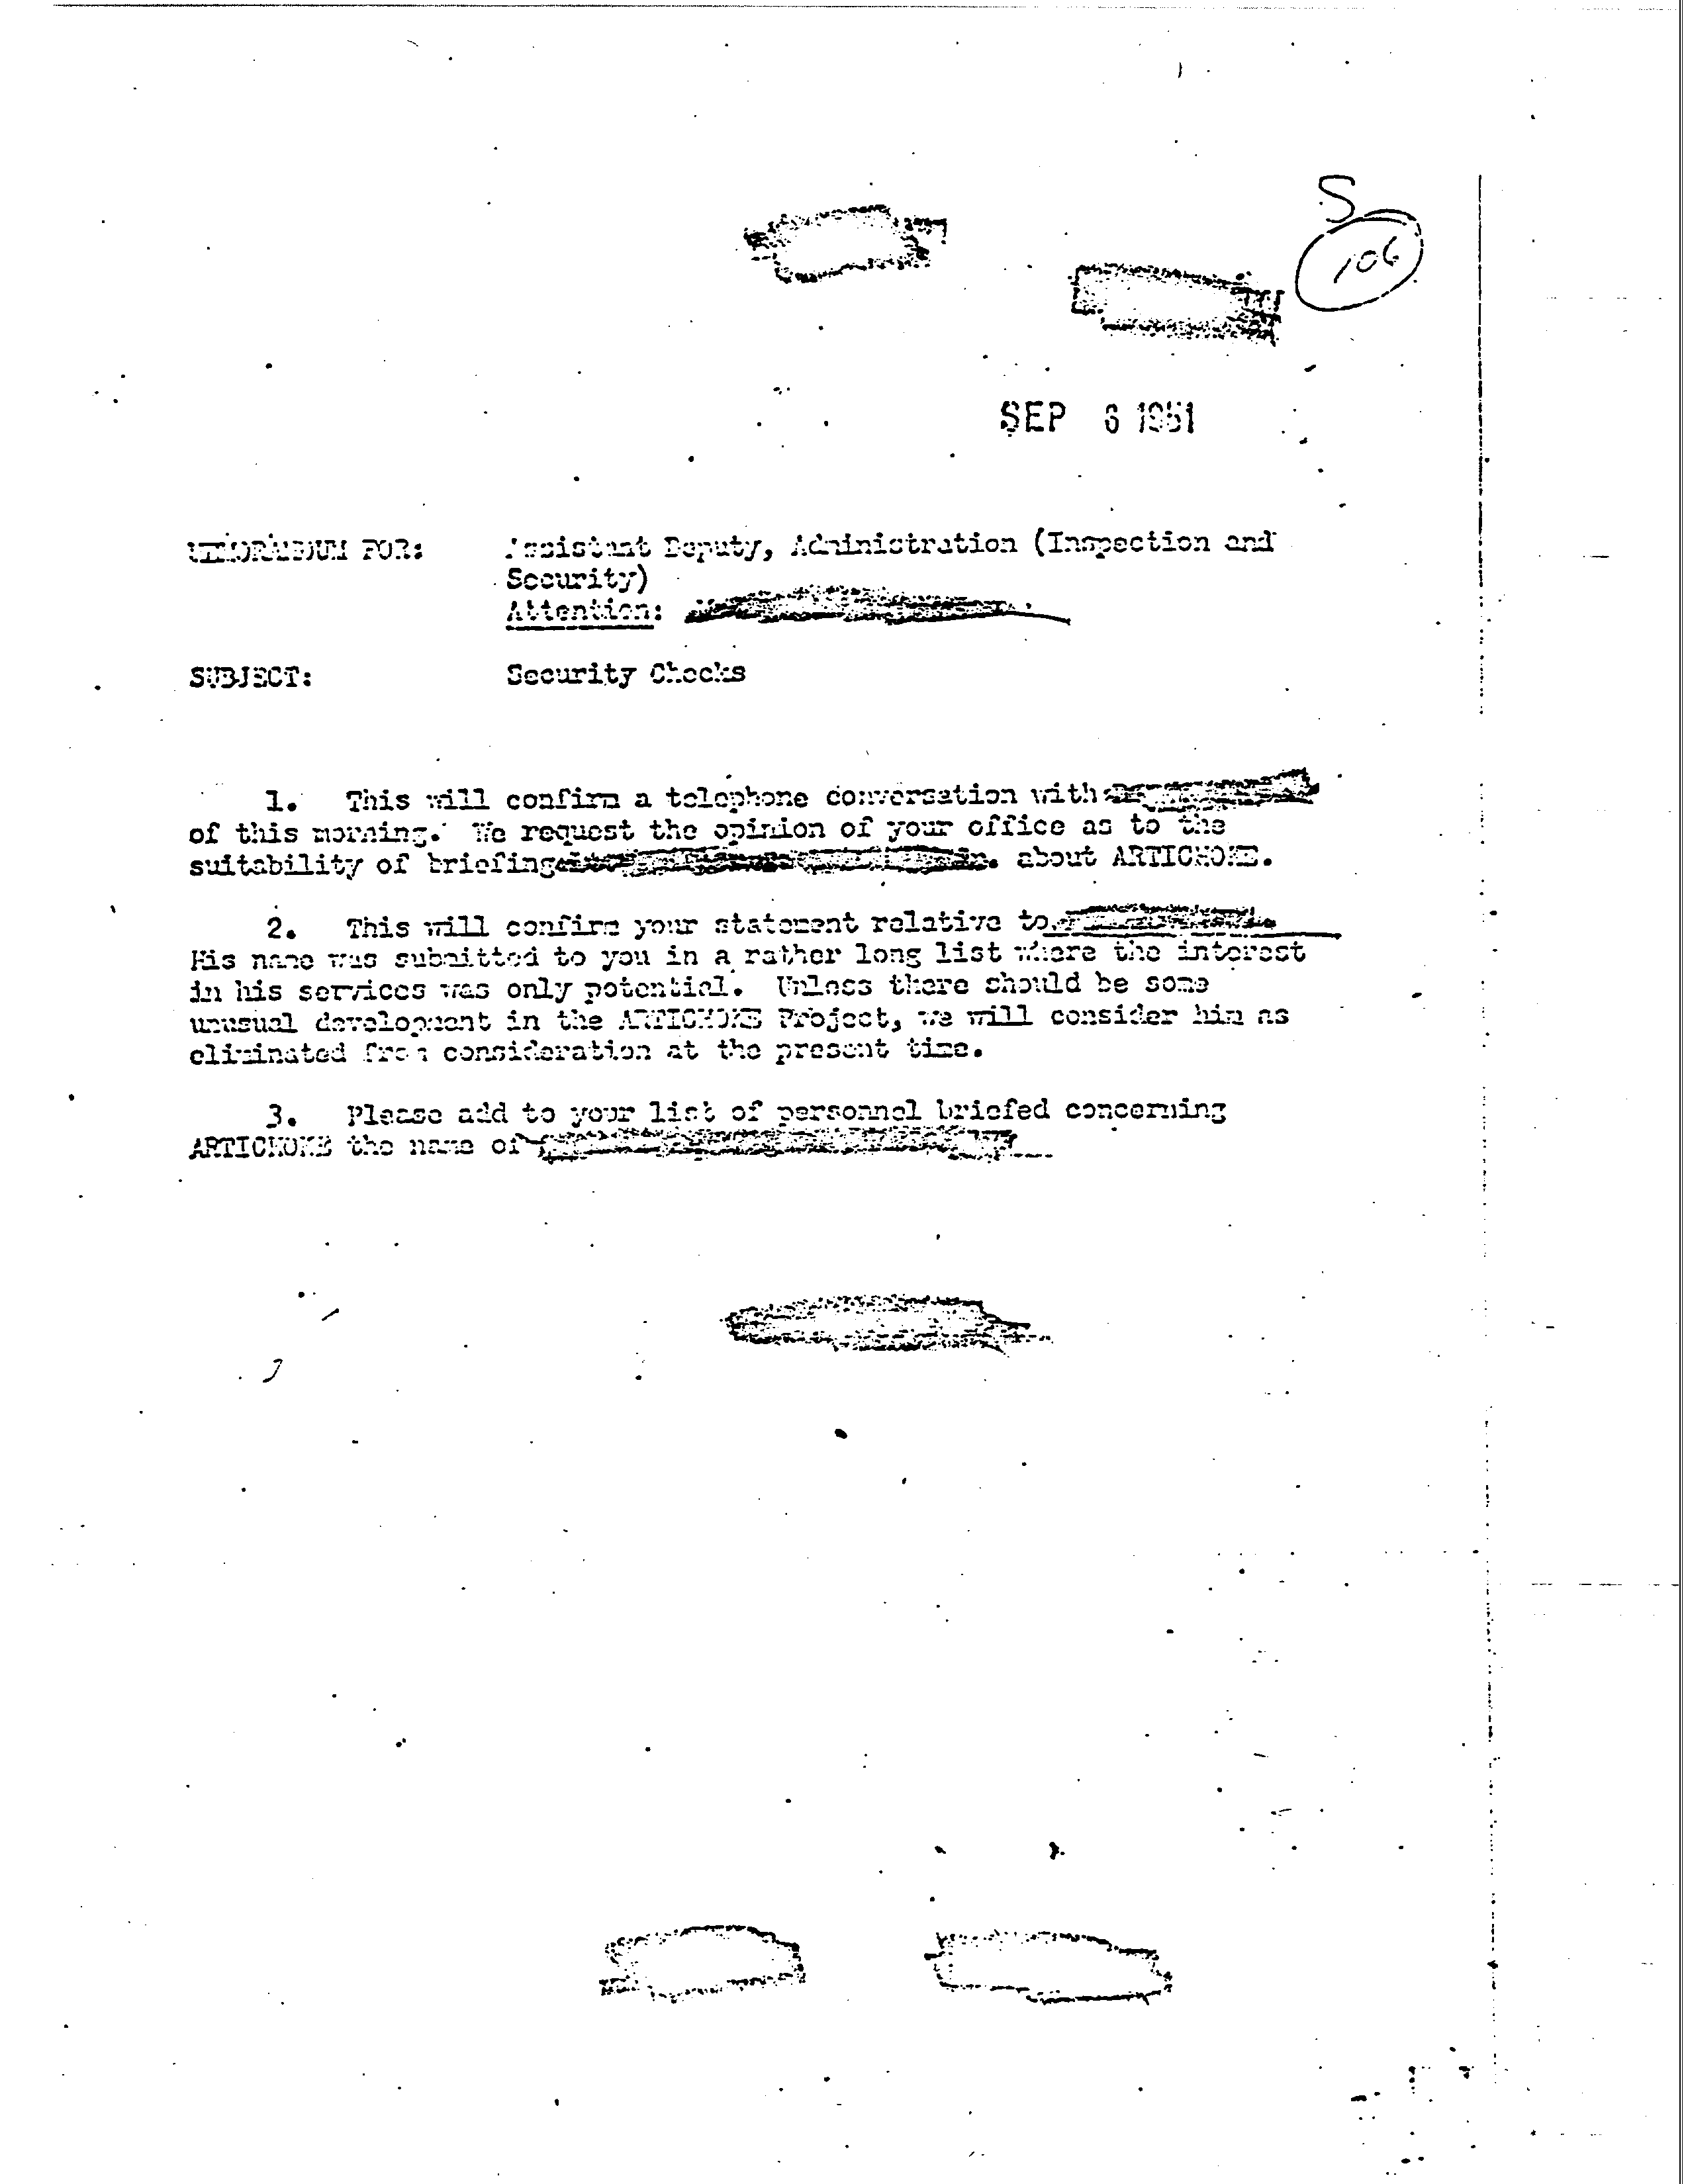 S
106
SEP 6 1951
MEMORANDUM FOR: Assistant Deputy, Administration (Inspection and
Security)
Attention:
SUBJECT: Security Checks
1. This will confirm a telephone conversation with
of this morning. We request the opinion of your office as to the
suitability of briefing about ARTICHOKE.
2. This will confirm your statement relative to
His name was submitted to you in a rather long list where the interest
in his services was only potential. Unless there should be some
unusual development in the ARTICHOKE Project, we will consider him as
eliminated from consideration at the present time.
3. Please add to your list of personnel briefed concerning
ARTICHOKE the name of